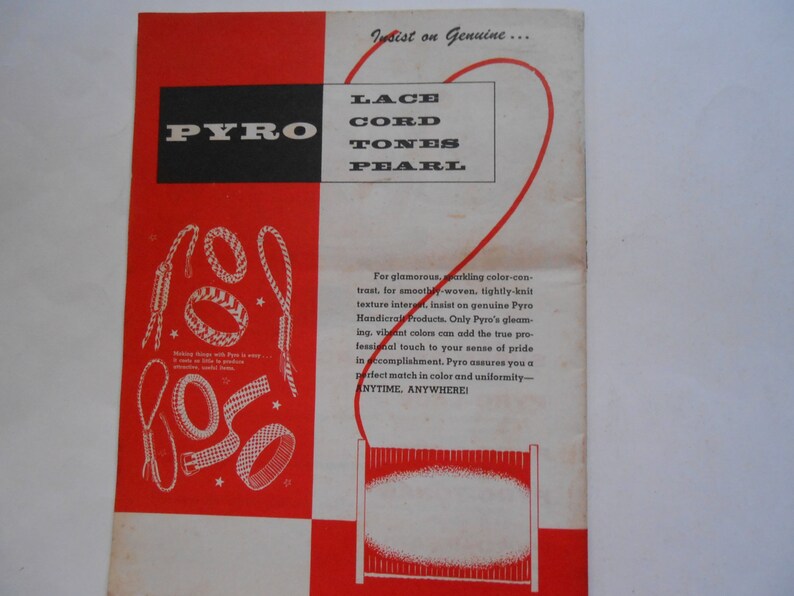 Insist on Genuine...
PYRO
LACE
CORD
TONES
PEARL
For glamorous, sparkling color-con-
trast, for smoothly-woven, tightly-knit
texture interest, insist on genuine Pyro
Handicraft Products. Only Pyro's gleam-
ing, vibrant colors can add the true pro-
fessional touch to your sense of pride
in accomplishment. Pyro assures you a
perfect match in color and uniformity—
ANYTIME, ANYWHERE!
Making things with Pyro is easy...
it costs so little to produce
attractive, useful items.